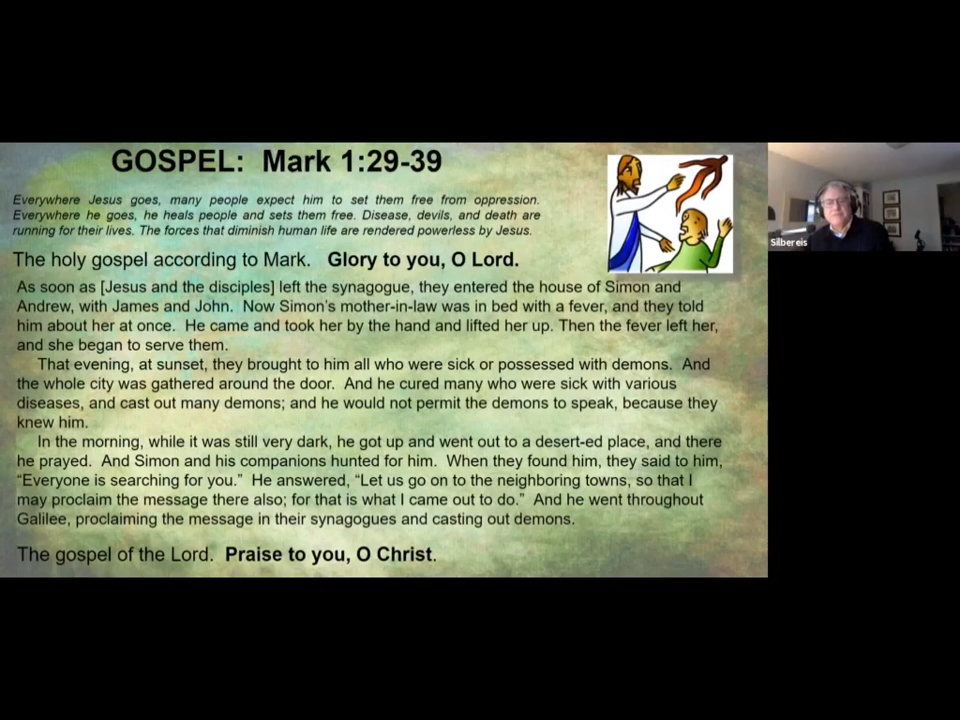 GOSPEL: Mark 1:29-39
Everywhere Jesus goes, many people expect him to set them free from oppression.
Everywhere he goes, he heals people and sets them free. Disease, devils, and death are
running for their lives. The forces that diminish human life are rendered powerless by Jesus.
The holy gospel according to Mark. Glory to you, O Lord.
As soon as [Jesus and the disciples] left the synagogue, they entered the house of Simon and
Andrew, with James and John. Now Simon's mother-in-law was in bed with a fever, and they told
him about her at once. He came and took her by the hand and lifted her up. Then the fever left her,
and she began to serve them.
That evening, at sunset, they brought to him all who were sick or possessed with demons. And
the whole city was gathered around the door. And he cured many who were sick with various
diseases, and cast out many demons; and he would not permit the demons to speak, because they
knew him.
In the morning, while it was still very dark, he got up and went out to a desert-ed place, and there
he prayed. And Simon and his companions hunted for him. When they found him, they said to him,
“Everyone is searching for you.” He answered, “Let us go on to the neighboring towns, so that I
may proclaim the message there also; for that is what I came out to do.” And he went throughout
Galilee, proclaiming the message in their synagogues and casting out demons.
The gospel of the Lord. Praise to you, O Christ.
Silbereis